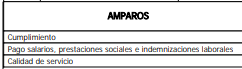 AMPAROS
Cumplimiento
Pago salarios, prestaciones sociales e indemnizaciones laborales
Calidad de servicio